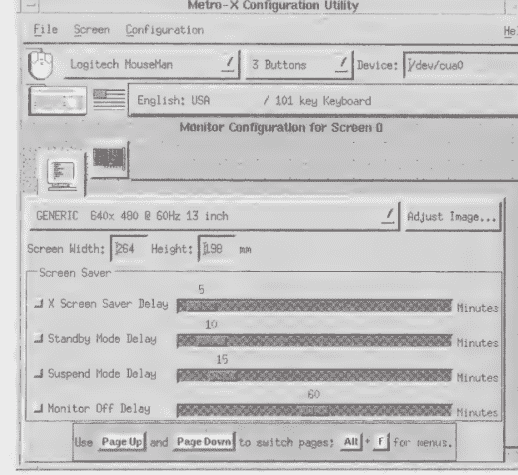 Metro-X Configuration Utility
File Screen Configuration
Logitech MouseMan 3 Buttons Device: /dev/cua0
English: USA / 101 key Keyboard
Monitor Configuration for Screen 0
GENERIC 640x 480 @ 60Hz 13 inch Adjust Image...
Screen Width: 264 Height: 198 mm
Screen Saver
5
X Screen Saver Delay Minutes
10
Standby Mode Delay Minutes
15
Suspend Mode Delay Minutes
60
Monitor Off Delay Minutes
Use Page Up and Page Down to switch pages; Alt + F for menus.